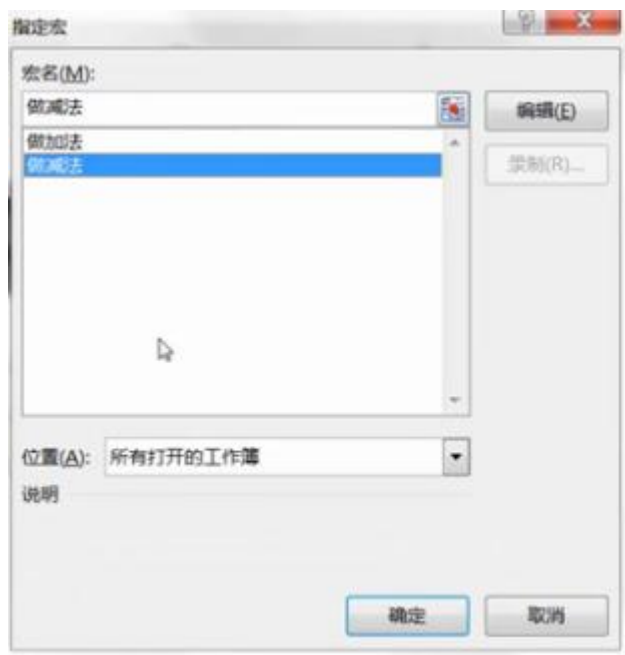 指定宏
宏名(M):
做减法
编辑(E)
做加法
做减法
录制(R)...
位置(A):
所有打开的工作簿
说明
确定
取消